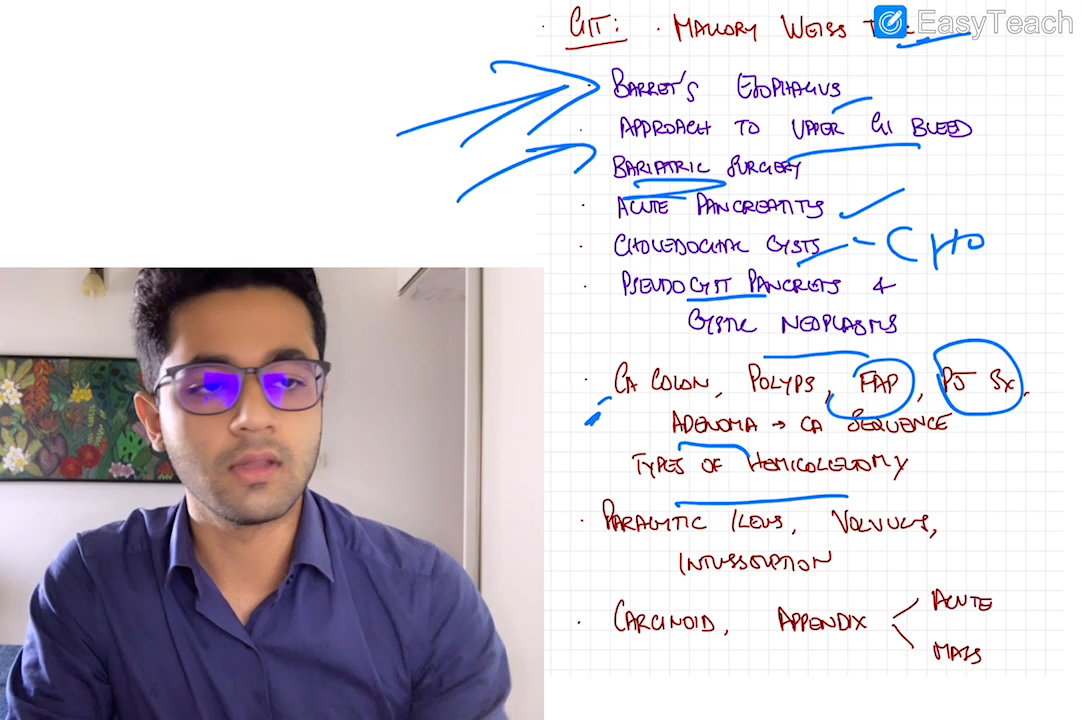 · GIT: · MALLORY WEISS EasyTeach
· BARRET'S ESOPHAGUS
· APPROACH TO UPPER GI BLEED
· BARIATRIC SURGERY
· ACUTE PANCREATITIS
· CHOLEDOCHAL CYSTS
· PSEUDOCYST PANCREAS &
CYSTIC NEOPLASMS
· CA COLON, POLYPS, FAP, PJ Sx,
ADENOMA → CA SEQUENCE
TYPES OF HEMICOLECTOMY
· PARALYTIC ILEUS, VOLVULUS,
INTUSSCEPTION
· CARCINOID, APPENDIX ACUTE
MASS